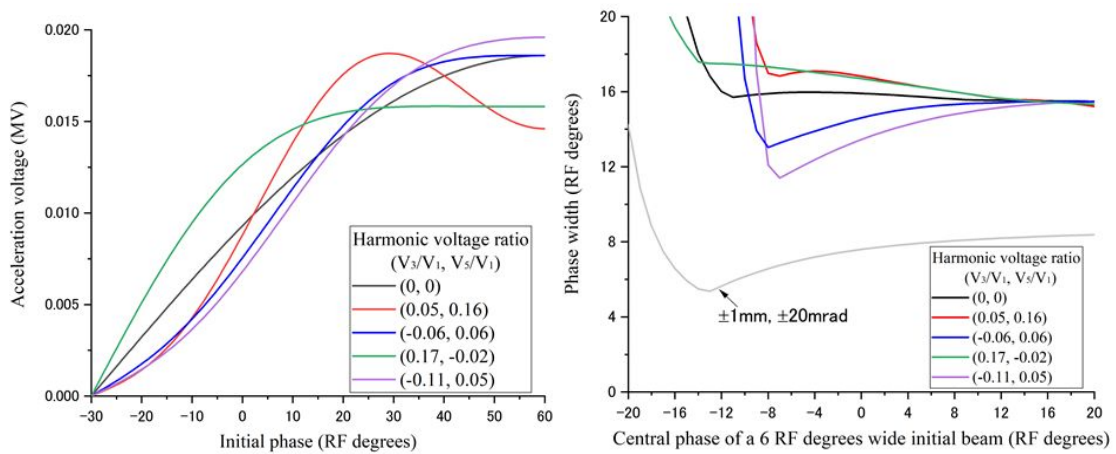 Acceleration voltage (MV)
0.020
0.015
0.010
0.005
0.000
Harmonic voltage ratio
(V₃/V₁, V₅/V₁)
(0, 0)
(0.05, 0.16)
(-0.06, 0.06)
(0.17, -0.02)
(-0.11, 0.05)
-30 -20 -10 0 10 20 30 40 50 60
Initial phase (RF degrees)
Phase width (RF degrees)
20
16
12
8
4
0
±1mm, ±20mrad
Harmonic voltage ratio
(V₃/V₁, V₅/V₁)
(0, 0)
(0.05, 0.16)
(-0.06, 0.06)
(0.17, -0.02)
(-0.11, 0.05)
-20 -16 -12 -8 -4 0 4 8 12 16 20
Central phase of a 6 RF degrees wide initial beam (RF degrees)